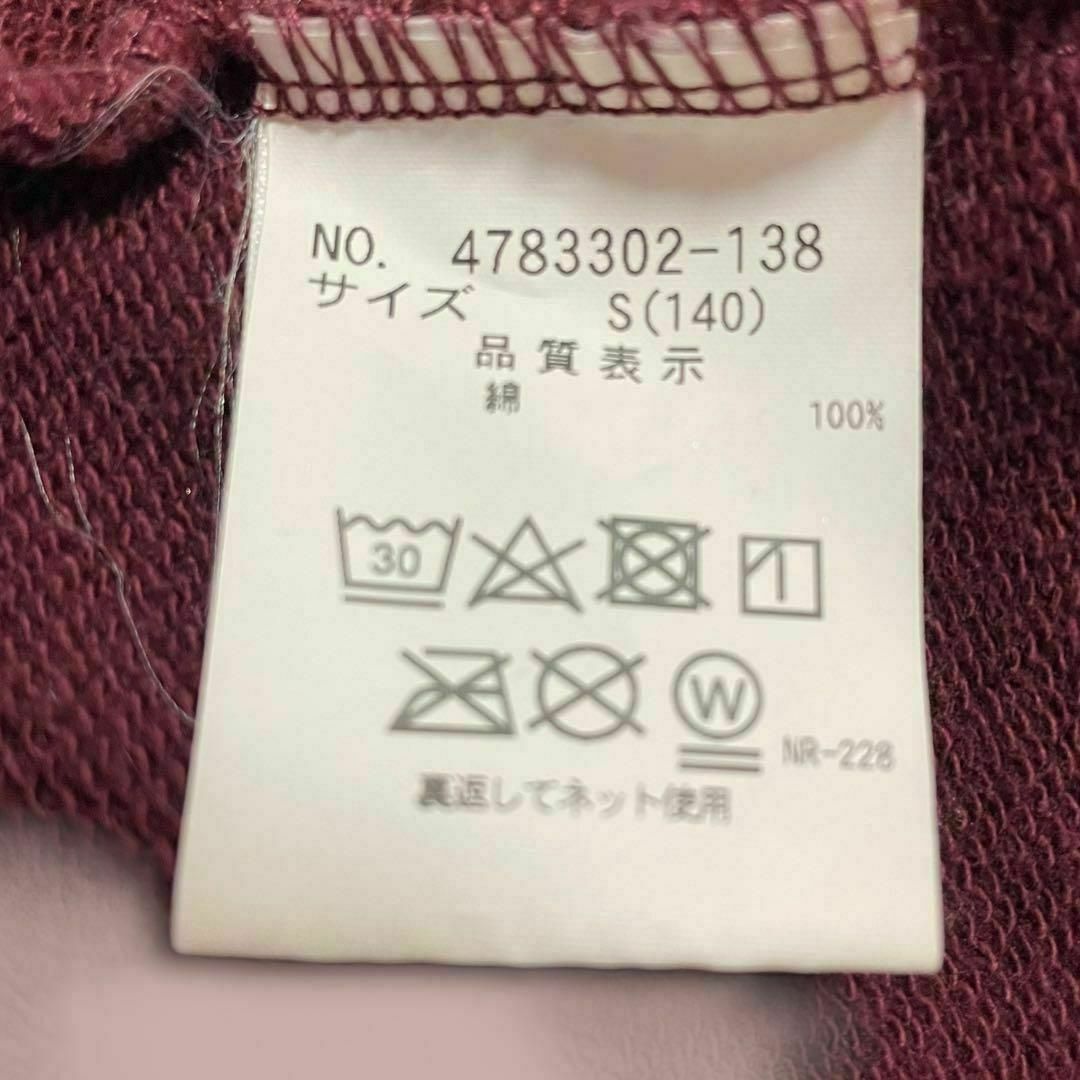 NO. 4783302-138
サイズ S(140)
品質表示
綿 100%
30
W
NR-228
裏返してネット使用